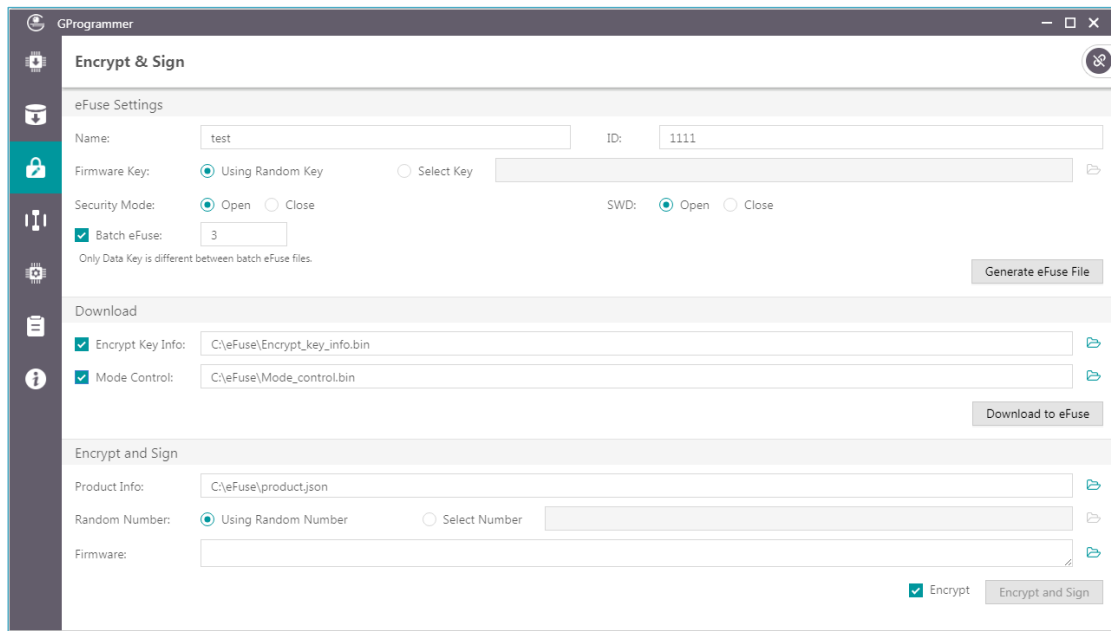 GProgrammer
Encrypt & Sign
eFuse Settings
Name: test ID: 1111
Firmware Key: Using Random Key Select Key
Security Mode: Open Close SWD: Open Close
Batch eFuse: 3
Only Data Key is different between batch eFuse files.
Generate eFuse File
Download
Encrypt Key Info: C:\eFuse\Encrypt_key_info.bin
Mode Control: C:\eFuse\Mode_control.bin
Download to eFuse
Encrypt and Sign
Product Info: C:\eFuse\product.json
Random Number: Using Random Number Select Number
Firmware:
Encrypt Encrypt and Sign